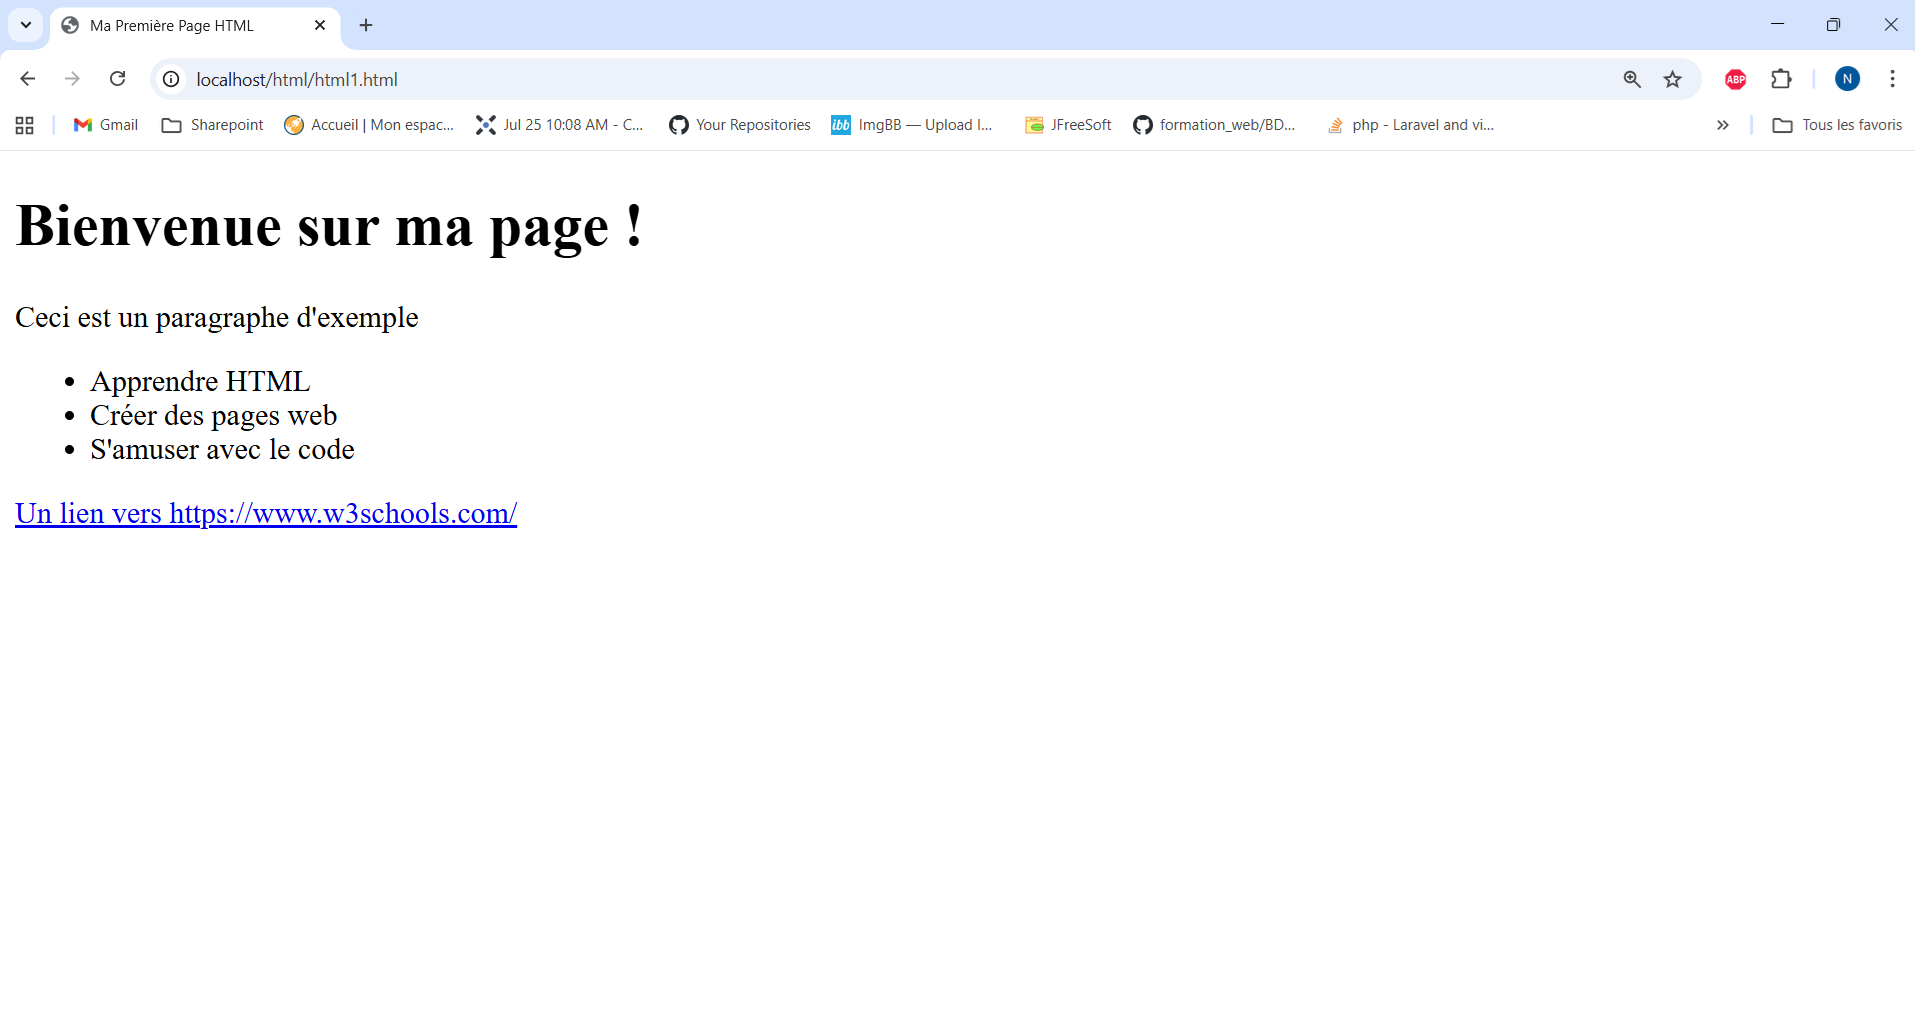 Ma Première Page HTML
localhost/html/html1.html
ABP
N
Gmail
Sharepoint
Accueil | Mon espac...
Jul 25 10:08 AM - C...
Your Repositories
ibb
ImgBB — Upload I...
JFreeSoft
formation_web/BD...
php - Laravel and vi...
Tous les favoris
Bienvenue sur ma page !
Ceci est un paragraphe d'exemple
• Apprendre HTML
• Créer des pages web
• S'amuser avec le code
Un lien vers https://www.w3schools.com/